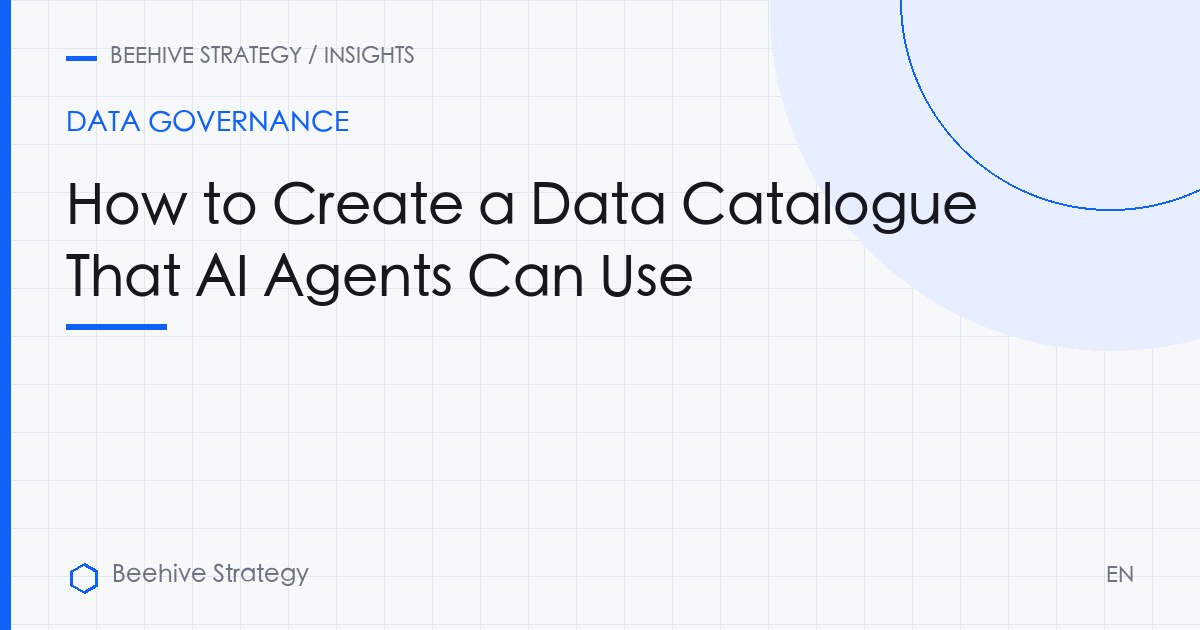 BEEHIVE STRATEGY / INSIGHTS
DATA GOVERNANCE
How to Create a Data Catalogue
That AI Agents Can Use
Beehive Strategy
EN